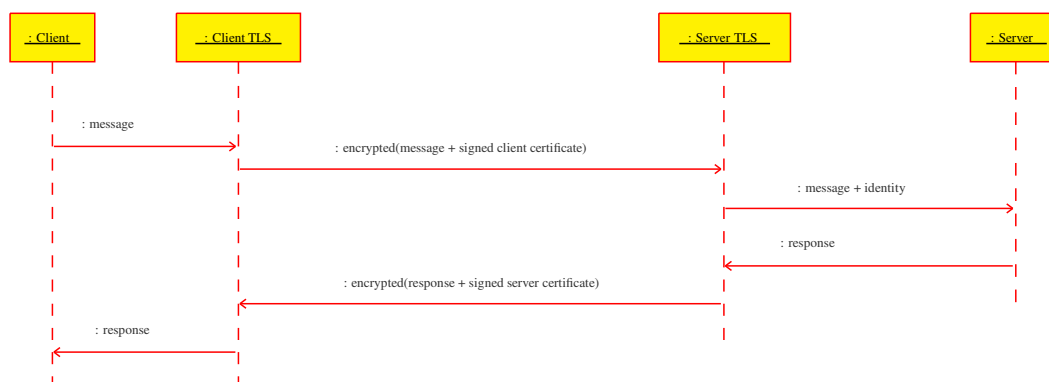 : Client
: Client TLS
: Server TLS
: Server
: message
: encrypted(message + signed client certificate)
: message + identity
: response
: encrypted(response + signed server certificate)
: response